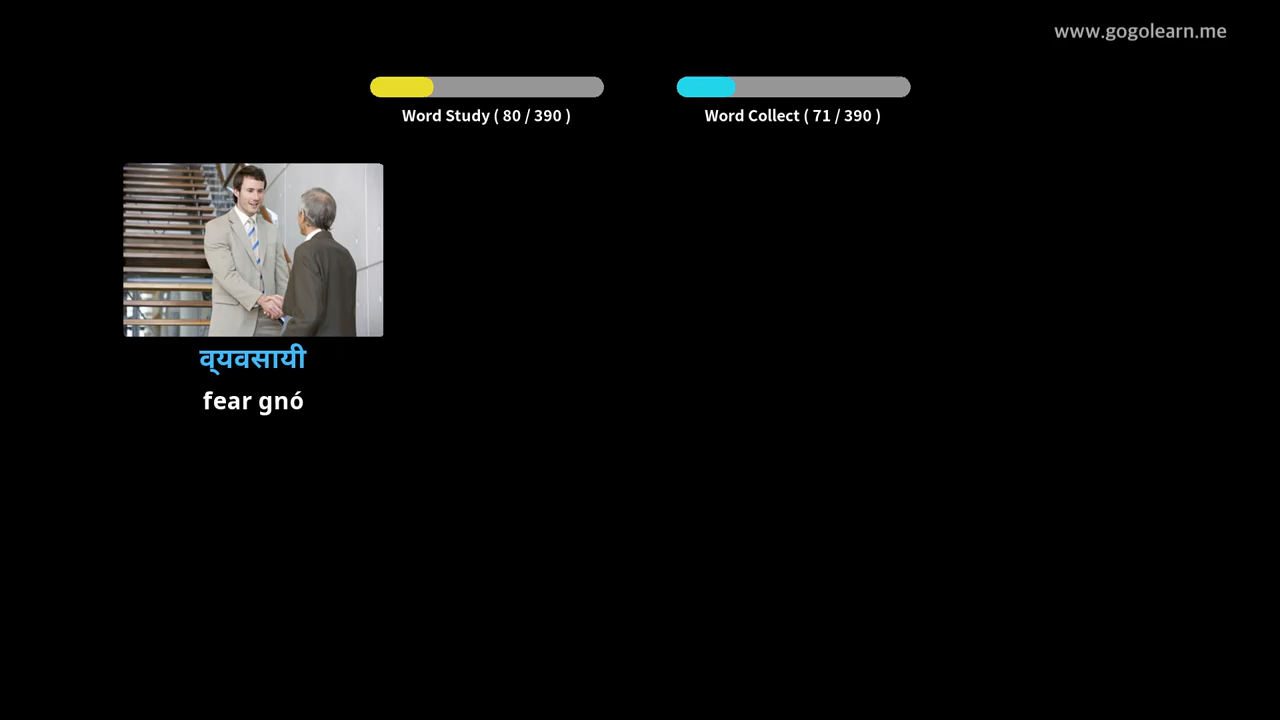 www.gogolearn.me
Word Study ( 80 / 390 )
Word Collect ( 71 / 390 )
व्यवसायी
fear gnó